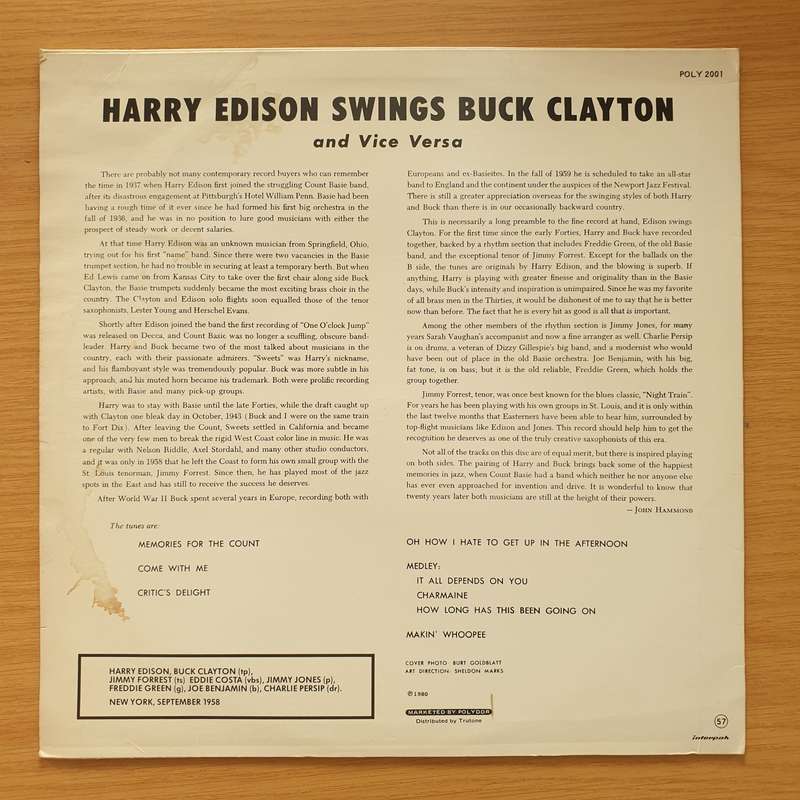 POLY 2001
HARRY EDISON SWINGS BUCK CLAYTON
and Vice Versa
There are probably not many contemporary record buyers who can remember
the time in 1937 when Harry Edison first joined the struggling Count Basie band,
after its disastrous engagement at Pittsburgh's Hotel William Penn. Basie had been
having a rough time of it ever since he had formed his first big orchestra in the
fall of 1936, and he was in no position to lure good musicians with either the
prospect of steady work or decent salaries.
At that time Harry Edison was an unknown musician from Springfield, Ohio,
trying out for his first "name" band. Since there were two vacancies in the Basie
trumpet section, he had no trouble in securing at least a temporary berth. But when
Ed Lewis came on from Kansas City to take over the first chair along side Buck
Clayton, the Basie trumpets suddenly became the most exciting brass choir in the
country. The Clayton and Edison solo flights soon equalled those of the tenor
saxophonists, Lester Young and Herschel Evans.
Shortly after Edison joined the band the first recording of "One O'clock Jump"
was released on Decca, and Count Basie was no longer a scuffling, obscure band-
leader. Harry and Buck became two of the most talked about musicians in the
country, each with their passionate admirers. "Sweets" was Harry's nickname,
and his flamboyant style was tremendously popular. Buck was more subtle in his
approach, and his muted horn became his trademark. Both were prolific recording
artists, with Basie and many pick-up groups.
Harry was to stay with Basie until the late Forties, while the draft caught up
with Clayton one bleak day in October, 1943 (Buck and I were on the same train
to Fort Dix). After leaving the Count, Sweets settled in California and became
one of the very few men to break the rigid West Coast color line in music. He was
a regular with Nelson Riddle, Axel Stordahl, and many other studio conductors,
and it was only in 1958 that he left the Coast to form his own small group with the
St. Louis tenorman, Jimmy Forrest. Since then, he has played most of the jazz
spots in the East and has still to receive the success he deserves.
After World War II Buck spent several years in Europe, recording both with
Europeans and ex-Basieites. In the fall of 1959 he is scheduled to take an all-star
band to England and the continent under the auspices of the Newport Jazz Festival.
There is still a greater appreciation overseas for the swinging styles of both Harry
and Buck than there is in our occasionally backward country.
This is necessarily a long preamble to the fine record at hand, Edison swings
Clayton. For the first time since the early Forties, Harry and Buck have recorded
together, backed by a rhythm section that includes Freddie Green, of the old Basie
band, and the exceptional tenor of Jimmy Forrest. Except for the ballads on the
B side, the tunes are originals by Harry Edison, and the blowing is superb. If
anything, Harry is playing with greater finesse and originality than in the Basie
days, while Buck's intensity and inspiration is unimpaired. Since he was my favorite
of all brass men in the Thirties, it would be dishonest of me to say that he is better
now than before. The fact that he is every bit as good is all that is important.
Among the other members of the rhythm section is Jimmy Jones, for many
years Sarah Vaughan's accompanist and now a fine arranger as well. Charlie Persip
is on drums, a veteran of Dizzy Gillespie's big band, and a modernist who would
have been out of place in the old Basie orchestra. Joe Benjamin, with his big,
fat tone, is on bass; but it is the old reliable, Freddie Green, which holds the
group together.
Jimmy Forrest, tenor, was once best known for the blues classic, "Night Train".
For years he has been playing with his own groups in St. Louis, and it is only within
the last twelve months that Easterners have been able to hear him, surrounded by
top-flight musicians like Edison and Jones. This record should help him to get the
recognition he deserves as one of the truly creative saxophonists of this era.
Not all of the tracks on this disc are of equal merit, but there is inspired playing
on both sides. The pairing of Harry and Buck brings back some of the happiest
memories in jazz, when Count Basie had a band which neither he nor anyone else
has ever even approached for invention and drive. It is wonderful to know that
twenty years later both musicians are still at the height of their powers.
— JOHN HAMMOND
The tunes are:
MEMORIES FOR THE COUNT
COME WITH ME
CRITIC'S DELIGHT
OH HOW I HATE TO GET UP IN THE AFTERNOON
MEDLEY:
IT ALL DEPENDS ON YOU
CHARMAINE
HOW LONG HAS THIS BEEN GOING ON
MAKIN' WHOOPEE
HARRY EDISON, BUCK CLAYTON (tp),
JIMMY FORREST (ts) EDDIE COSTA (vbs), JIMMY JONES (p),
FREDDIE GREEN (g), JOE BENJAMIN (b), CHARLIE PERSIP (dr).
NEW YORK, SEPTEMBER 1958
COVER PHOTO BURT GOLDBLATT
ART DIRECTION: SHELDON MARKS
℗ 1980
MARKETED BY POLYDOR
Distributed by Trutone
57
interpak